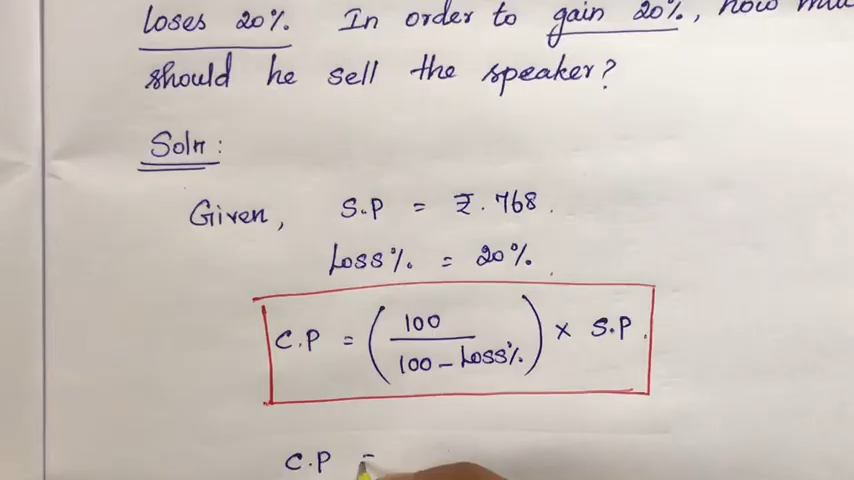 loses 20%. In order to gain 20%, how
should he sell the speaker?
Soln:
Given, S.P = ₹.768.
Loss% = 20%.
C.P = (100 / 100 - Loss%) × S.P.
C.P =